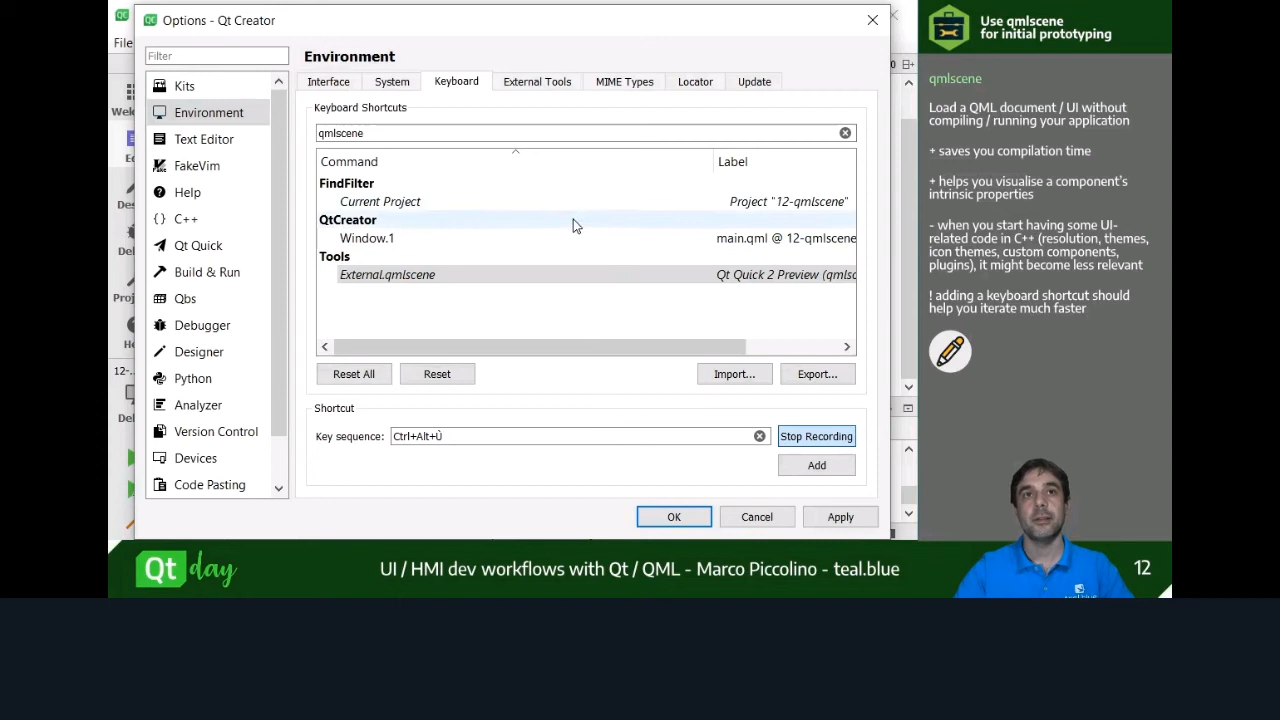 Options - Qt Creator
File
Filter
Kits
Environment
Text Editor
FakeVim
Help
C++
Qt Quick
Build & Run
Qbs
Debugger
Designer
Python
Analyzer
Version Control
Devices
Code Pasting
Environment
Interface
System
Keyboard
External Tools
MIME Types
Locator
Update
Keyboard Shortcuts
qmlscene
Command
Label
FindFilter
Current Project
Project "12-qmlscene"
QtCreator
Window.1
main.qml @ 12-qmlscene
Tools
External.qmlscene
Qt Quick 2 Preview (qmlsc
Reset All
Reset
Import...
Export...
Shortcut
Key sequence:
Ctrl+Alt+Ù
Stop Recording
Add
OK
Cancel
Apply
Use qmlscene
for initial prototyping
qmlscene
Load a QML document / UI without
compiling / running your application
+ saves you compilation time
+ helps you visualise a component's
intrinsic properties
- when you start having some UI-
related code in C++ (resolution, themes,
icon themes, custom components,
plugins), it might become less relevant
! adding a keyboard shortcut should
help you iterate much faster
Qt day
UI / HMI dev workflows with Qt / QML - Marco Piccolino - teal.blue
12